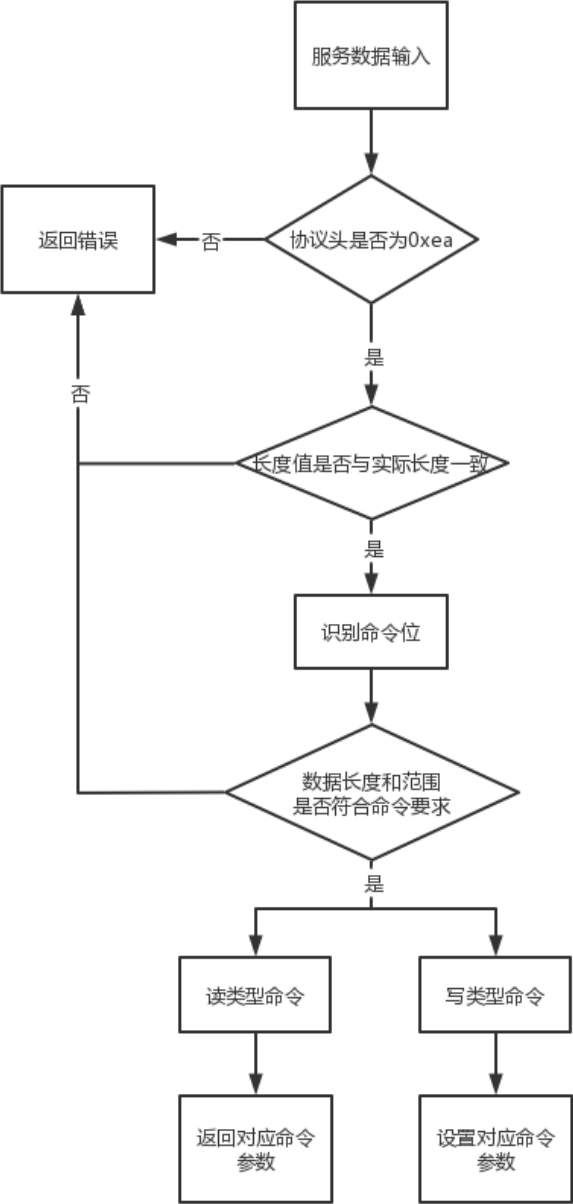 服务数据输入
协议头是否为0xea
否
返回错误
是
否
长度值是否与实际长度一致
是
识别命令位
数据长度和范围
是否符合命令要求
是
读类型命令
写类型命令
返回对应命令
参数
设置对应命令
参数